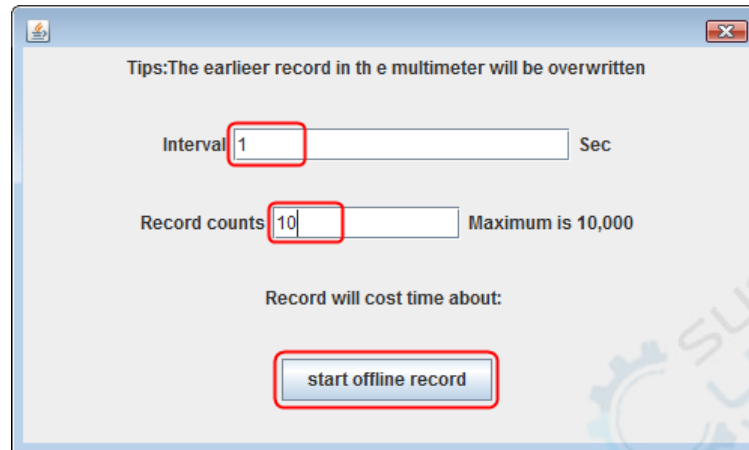 Tips:The earlieer record in th e multimeter will be overwritten
Interval 1 Sec
Record counts 10 Maximum is 10,000
Record will cost time about:
start offline record